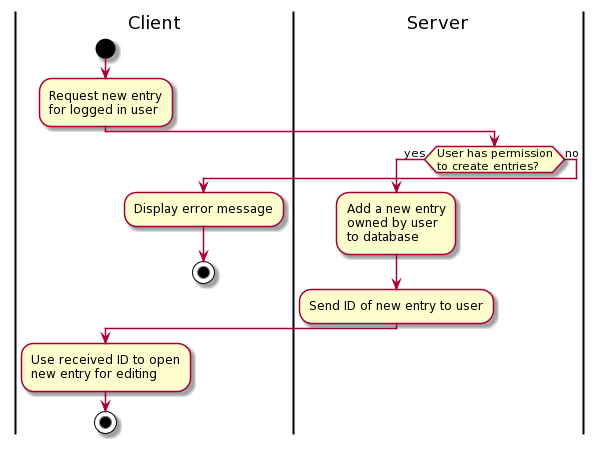 Client
Server
Request new entry
for logged in user
yes
User has permission
to create entries?
no
Display error message
Add a new entry
owned by user
to database
Send ID of new entry to user
Use received ID to open
new entry for editing